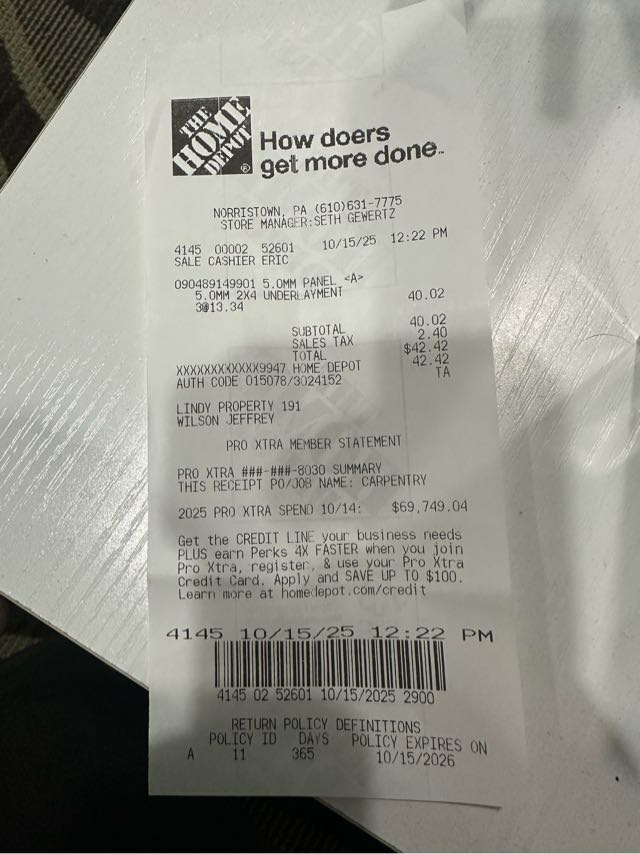 THE
HOME
DEPOT
®
How doers
get more done™
NORRISTOWN, PA (610)631-7775
STORE MANAGER:SETH GEWERTZ
4145 00002 52601 10/15/25 12:22 PM
SALE CASHIER ERIC
090489149901 5.0MM PANEL <A>
5.0MM 2X4 UNDERLAYMENT 40.02
3@13.34
SUBTOTAL 40.02
SALES TAX 2.40
TOTAL $42.42
XXXXXXXXXXXX9947 HOME DEPOT 42.42
AUTH CODE 015078/3024152 TA
LINDY PROPERTY 191
WILSON JEFFREY
PRO XTRA MEMBER STATEMENT
PRO XTRA ###-###-8030 SUMMARY
THIS RECEIPT PO/JOB NAME: CARPENTRY
2025 PRO XTRA SPEND 10/14: $69,749.04
Get the CREDIT LINE your business needs
PLUS earn Perks 4X FASTER when you join
Pro Xtra, register, & use your Pro Xtra
Credit Card. Apply and SAVE UP TO $100.
Learn more at homedepot.com/credit
4145 10/15/25 12:22 PM
4145 02 52601 10/15/2025 2900
RETURN POLICY DEFINITIONS
POLICY ID DAYS POLICY EXPIRES ON
A 11 365 10/15/2026